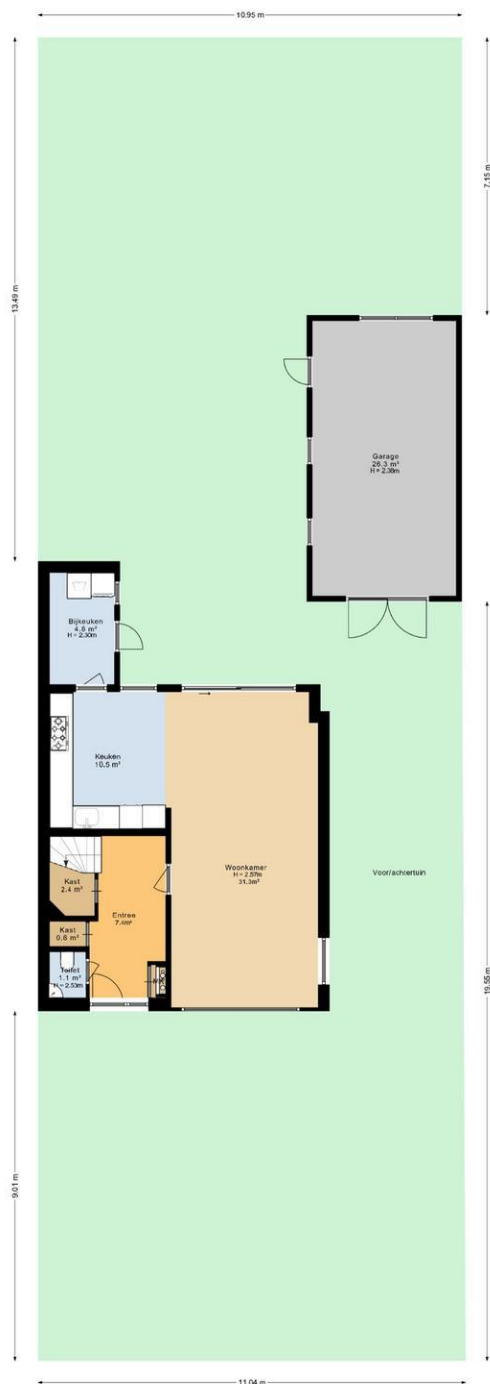 10.95 m
7.15 m
13.49 m
Garage
26.3 m²
H = 2.38m
Bijkeuken
4.8 m²
H = 2.30m
Keuken
10.5 m²
Woonkamer
H = 2.57m
31.3m²
Voor/achtertuin
Kast
2.4 m²
Entree
7.4m²
Kast
0.6 m²
Toilet
1.1 m²
H = 2.53m
19.55 m
9.01 m
11.04 m